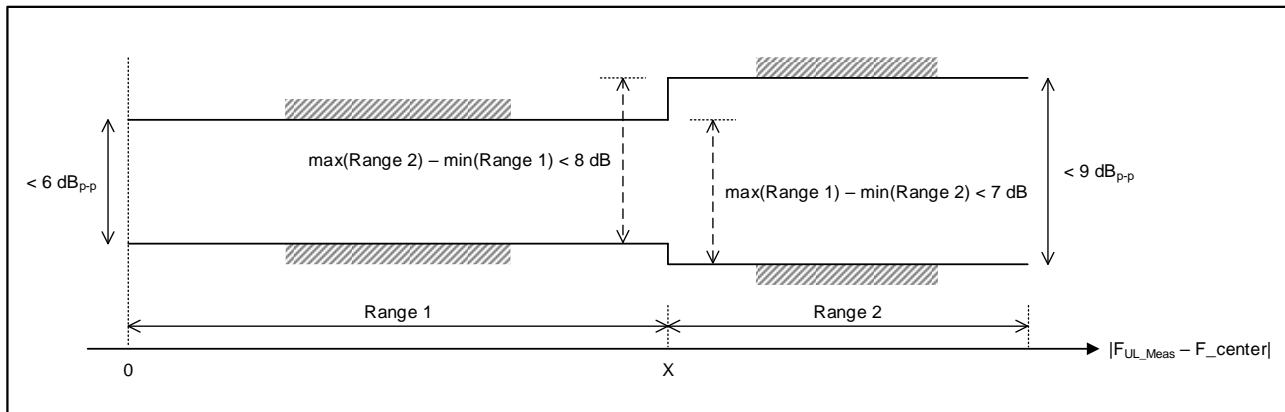 max(Range 2) – min(Range 1) < 8 dB
< 6 dBp-p
max(Range 1) – min(Range 2) < 7 dB
< 9 dBp-p
Range 1
Range 2
|FUL_Meas – F_center|
0
X